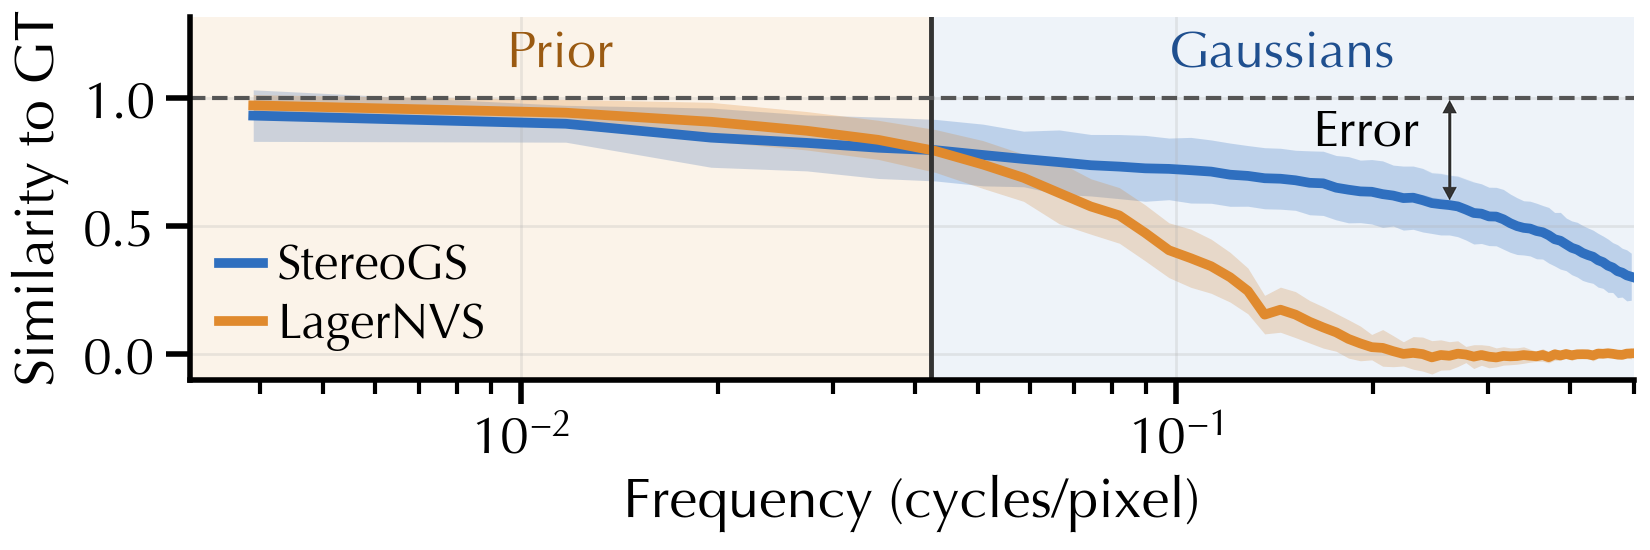 Prior
Gaussians
Similarity to GT
1.0
0.5
0.0
Error
StereoGS
LagerNVS
10⁻²
10⁻¹
Frequency (cycles/pixel)